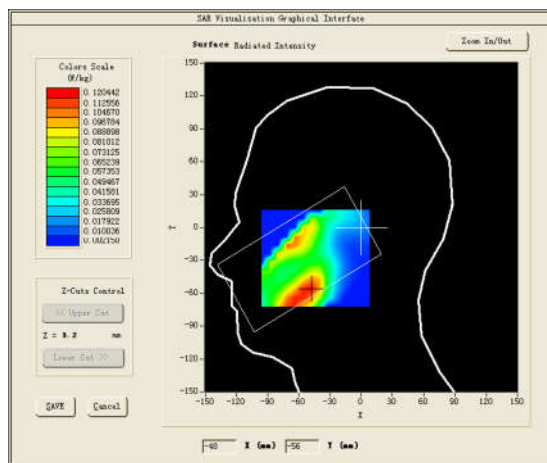 SAR Visualisation Graphical Interface
Surface Radiated Intensity
Zoom In/Out
Colors Scale
(W/kg)
0.120442
0.112556
0.104670
0.096784
0.088898
0.081012
0.073125
0.065239
0.057353
0.049467
0.041581
0.033695
0.025809
0.017922
0.010036
0.002150
150
120
90
60
30
0
-30
-60
-90
-120
-150
Y
-150 -120 -90 -60 -30 0 30 60 90 120 150
X
Z-Cuts Control
<< Upper Cut
Z = 3.2 mm
Lower Cut >>
SAVE Cancel
-48 X (mm) -56 Y (mm)